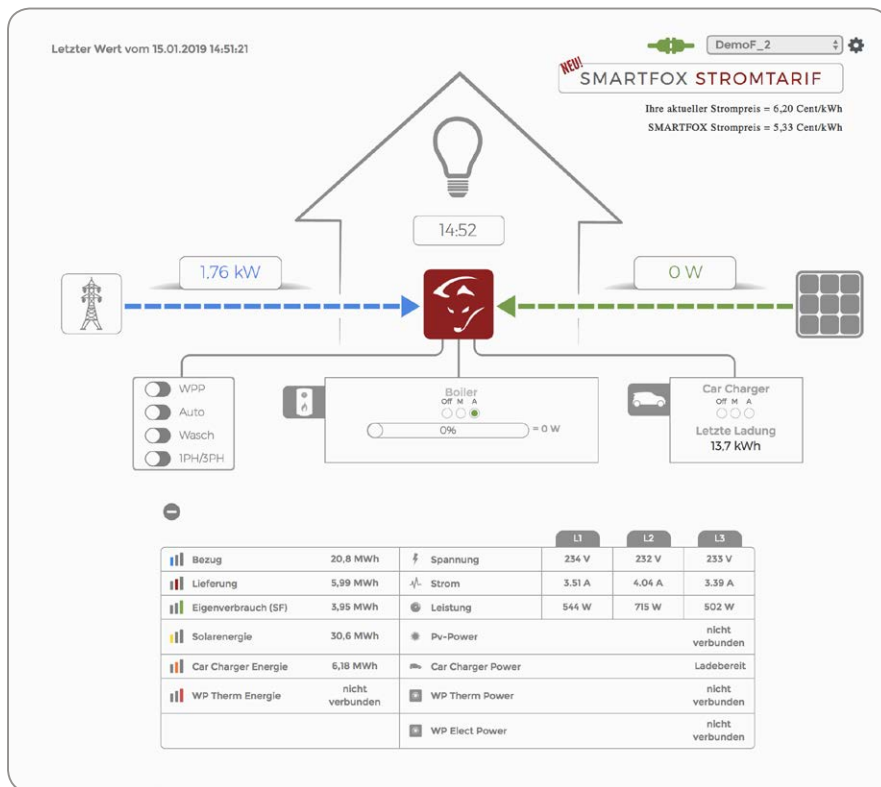 Letzter Wert vom 15.01.2019 14:51:21
DemoF_2
NEU!
SMARTFOX STROMTARIF
Ihre aktueller Strompreis = 6,20 Cent/kWh
SMARTFOX Strompreis = 5,33 Cent/kWh
14:52
1,76 kW
0 W
WPP
Auto
Wasch
1PH/3PH
Boiler
Off M A
0% = 0 W
Car Charger
Off M A
Letzte Ladung
13,7 kWh
L1 L2 L3
Bezug 20,8 MWh Spannung 234 V 232 V 233 V
Lieferung 5,99 MWh Strom 3.51 A 4.04 A 3.39 A
Eigenverbrauch (SF) 3,95 MWh Leistung 544 W 715 W 502 W
Solarenergie 30,6 MWh Pv-Power nicht
verbunden
Car Charger Energie 6,18 MWh Car Charger Power Ladebereit
WP Therm Energie nicht
verbunden WP Therm Power nicht
verbunden
WP Elect Power nicht
verbunden